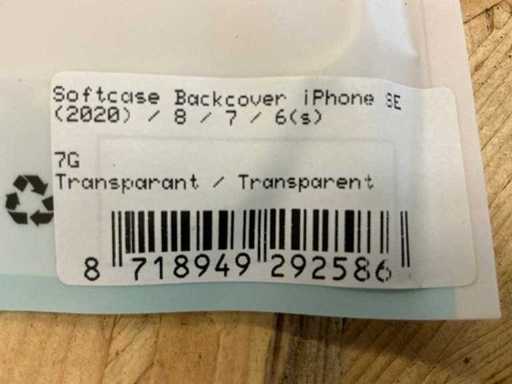 Softcase Backcover iPhone SE
(2020) / 8 / 7 / 6(s)
7G
Transparant / Transparent
8 718949 292586